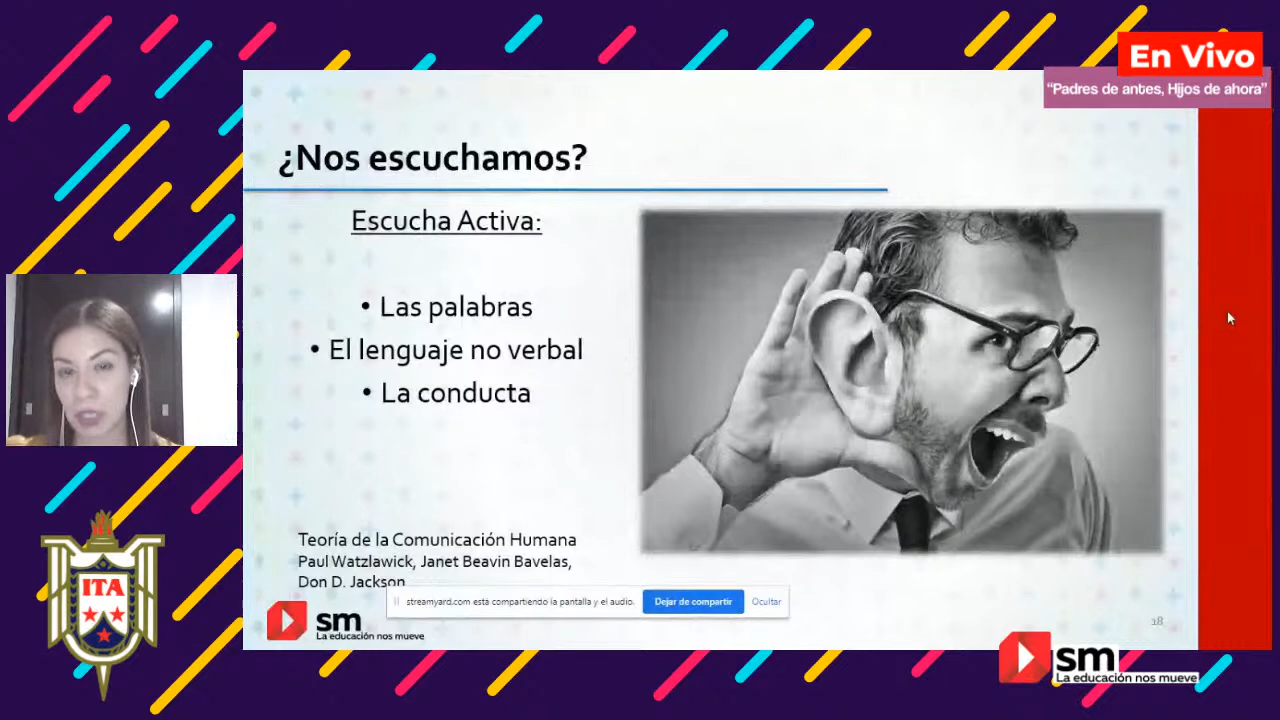 En Vivo
“Padres de antes, Hijos de ahora”
¿Nos escuchamos?
Escucha Activa:
• Las palabras
• El lenguaje no verbal
• La conducta
Teoría de la Comunicación Humana
Paul Watzlawick, Janet Beavin Bavelas,
Don D. Jackson
streamyard.com está compartiendo la pantalla y el audio.
Dejar de compartir
Ocultar
sm
La educación nos mueve
18
ITA
sm
La educación nos mueve